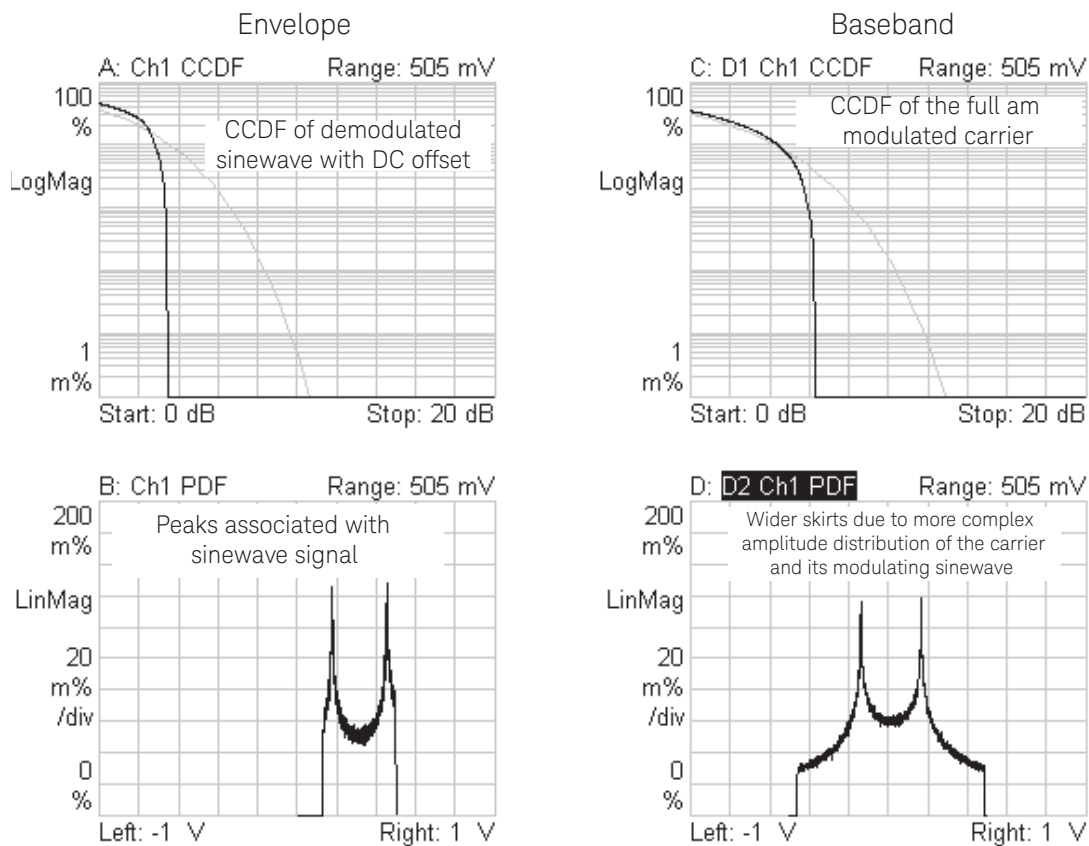 Envelope
A: Ch1 CCDF Range: 505 mV
100
%
CCDF of demodulated
sinewave with DC offset
LogMag
1
m%
Start: 0 dB Stop: 20 dB
Baseband
C: D1 Ch1 CCDF Range: 505 mV
100
%
CCDF of the full am
modulated carrier
LogMag
1
m%
Start: 0 dB Stop: 20 dB
B: Ch1 PDF Range: 505 mV
200
m%
Peaks associated with
sinewave signal
LinMag
20
m%
/div
0
%
Left: -1 V Right: 1 V
D: D2 Ch1 PDF Range: 505 mV
200
m%
Wider skirts due to more complex
amplitude distribution of the carrier
and its modulating sinewave
LinMag
20
m%
/div
0
%
Left: -1 V Right: 1 V